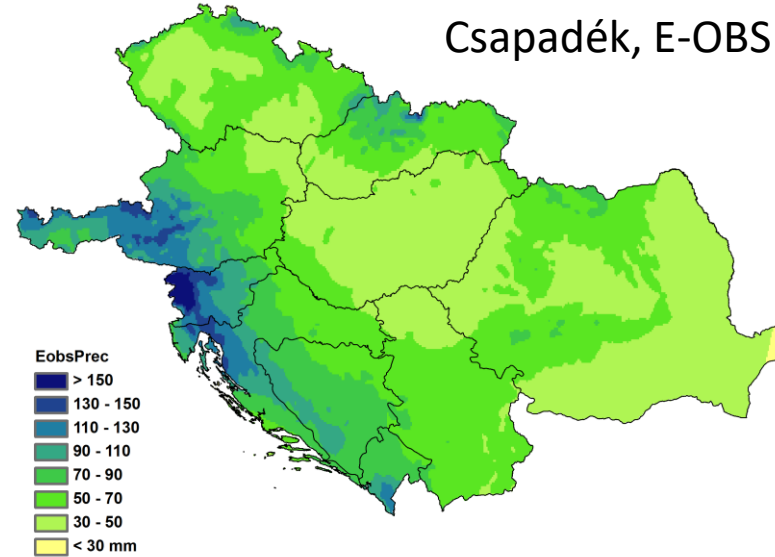 Csapadék, E-OBS
EobsPrec
> 150
130 - 150
110 - 130
90 - 110
70 - 90
50 - 70
30 - 50
< 30 mm